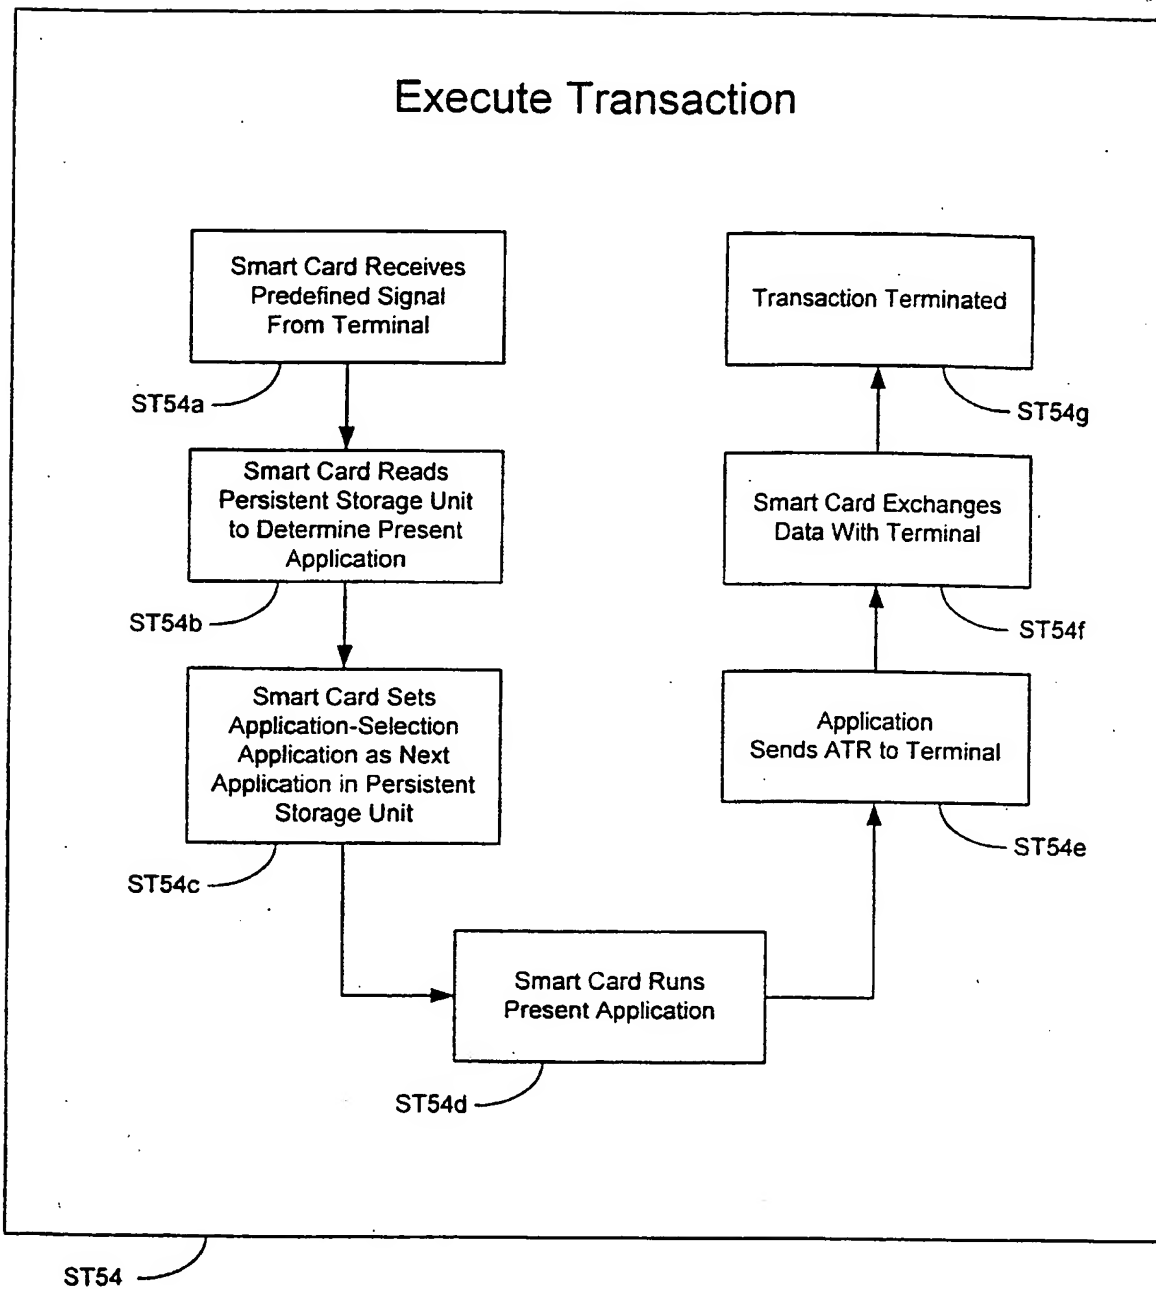 Execute Transaction
Smart Card Receives
Predefined Signal
From Terminal
ST54a
Smart Card Reads
Persistent Storage Unit
to Determine Present
Application
ST54b
Smart Card Sets
Application-Selection
Application as Next
Application in Persistent
Storage Unit
ST54c
Smart Card Runs
Present Application
ST54d
Application
Sends ATR to Terminal
ST54e
Smart Card Exchanges
Data With Terminal
ST54f
Transaction Terminated
ST54g
ST54